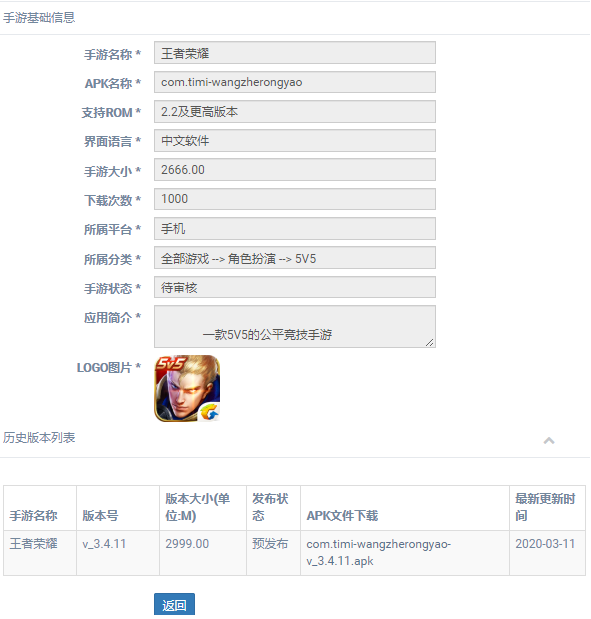 手游基础信息
手游名称 * 王者荣耀
APK名称 * com.timi-wangzherongyao
支持ROM * 2.2及更高版本
界面语言 * 中文软件
手游大小 * 2666.00
下载次数 * 1000
所属平台 * 手机
所属分类 * 全部游戏 --> 角色扮演 --> 5V5
手游状态 * 待审核
应用简介 *
一款5V5的公平竞技手游
LOGO图片 *
5v5
历史版本列表
手游名称 版本号 版本大小(单位:M) 发布状态 APK文件下载 最新更新时间
王者荣耀 v_3.4.11 2999.00 预发布 com.timi-wangzherongyao-v_3.4.11.apk 2020-03-11
返回